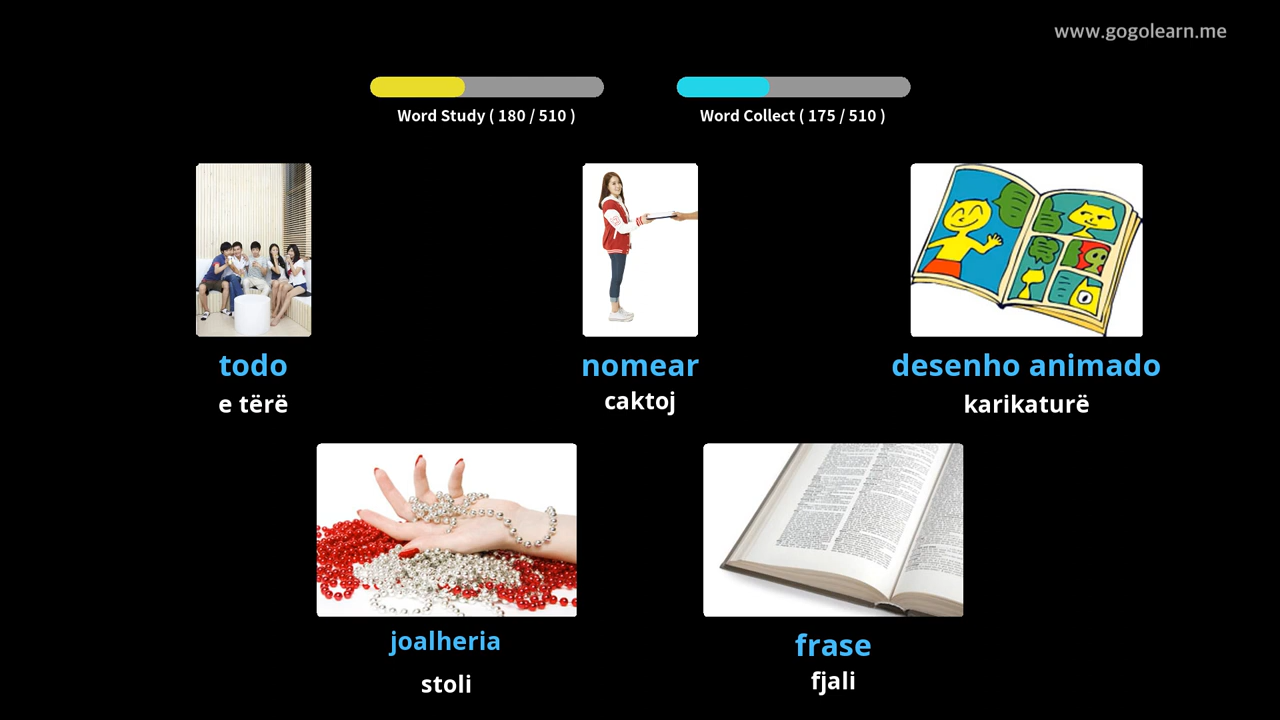 www.gogolearn.me
Word Study ( 180 / 510 )
Word Collect ( 175 / 510 )
todo
e tërë
nomear
caktoj
desenho animado
karikaturë
joalheria
stoli
frase
fjali